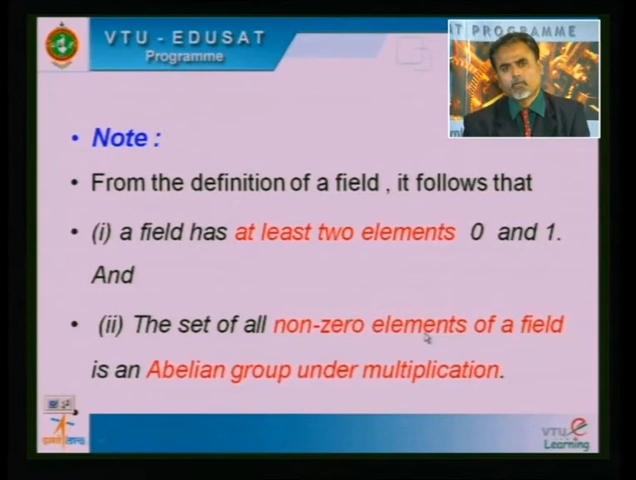 VTU - EDUSAT
Programme
AT PROGRAMME
• Note :
• From the definition of a field , it follows that
• (i) a field has at least two elements 0 and 1.
And
• (ii) The set of all non-zero elements of a field
is an Abelian group under multiplication.
VTU e
Learning